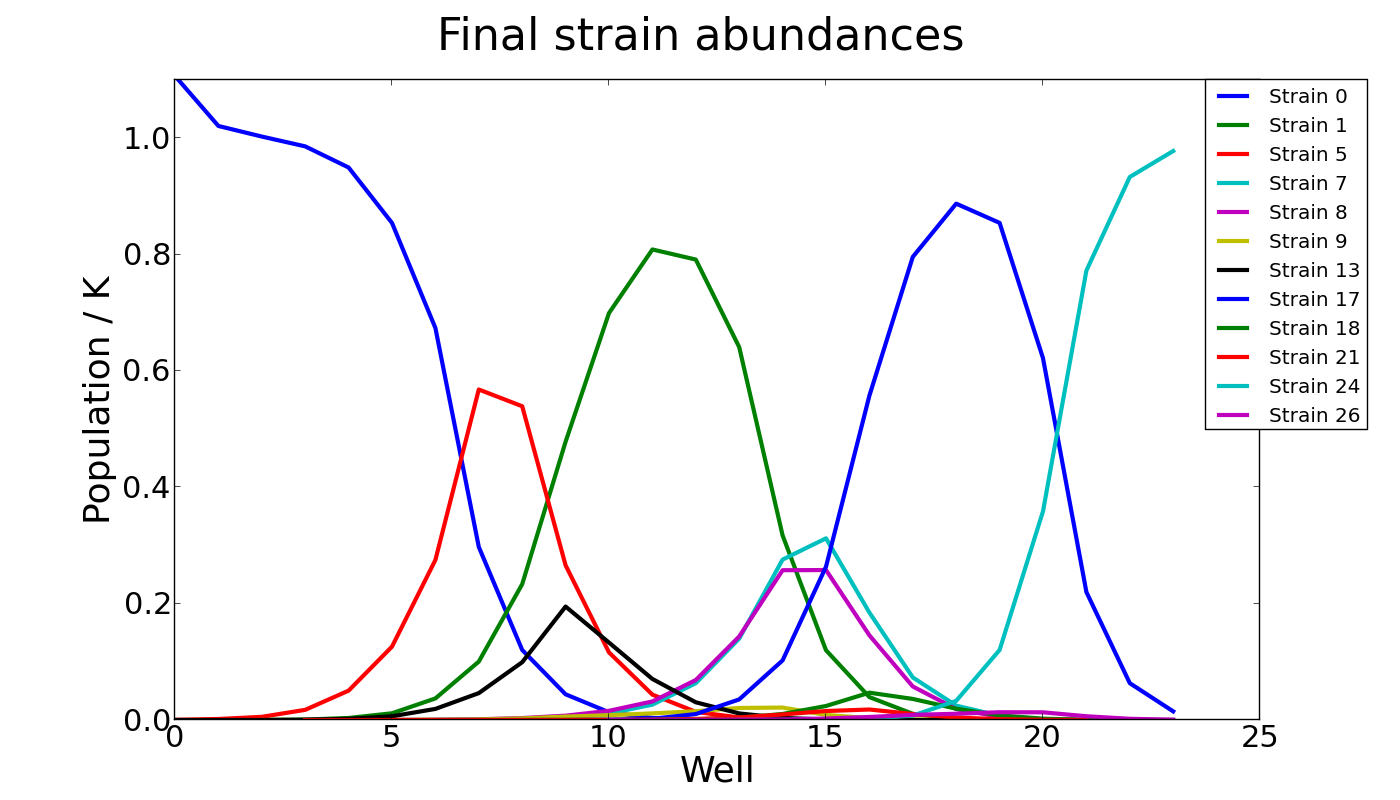 Final strain abundances
Population / K
1.0
0.8
0.6
0.4
0.2
0.0
0 5 10 15 20 25
Well
Strain 0
Strain 1
Strain 5
Strain 7
Strain 8
Strain 9
Strain 13
Strain 17
Strain 18
Strain 21
Strain 24
Strain 26